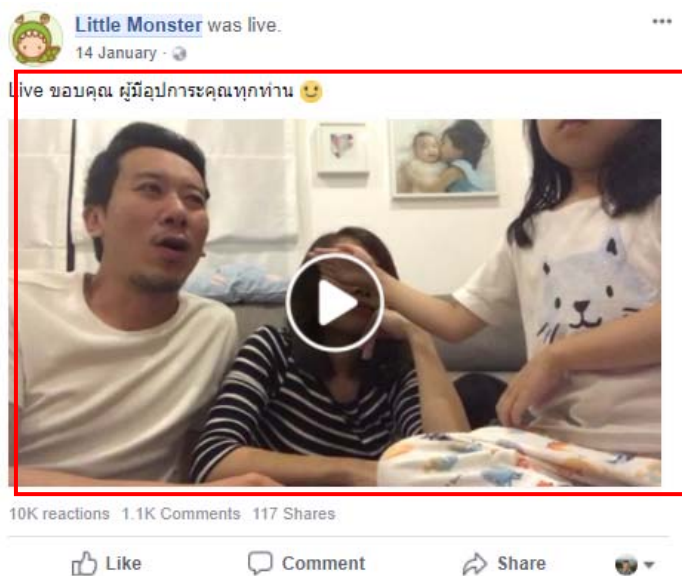 Little Monster was live.
14 January ·
Live ขอบคุณ ผู้มีอุปการะคุณทุกท่าน
10K reactions 1.1K Comments 117 Shares
Like Comment Share